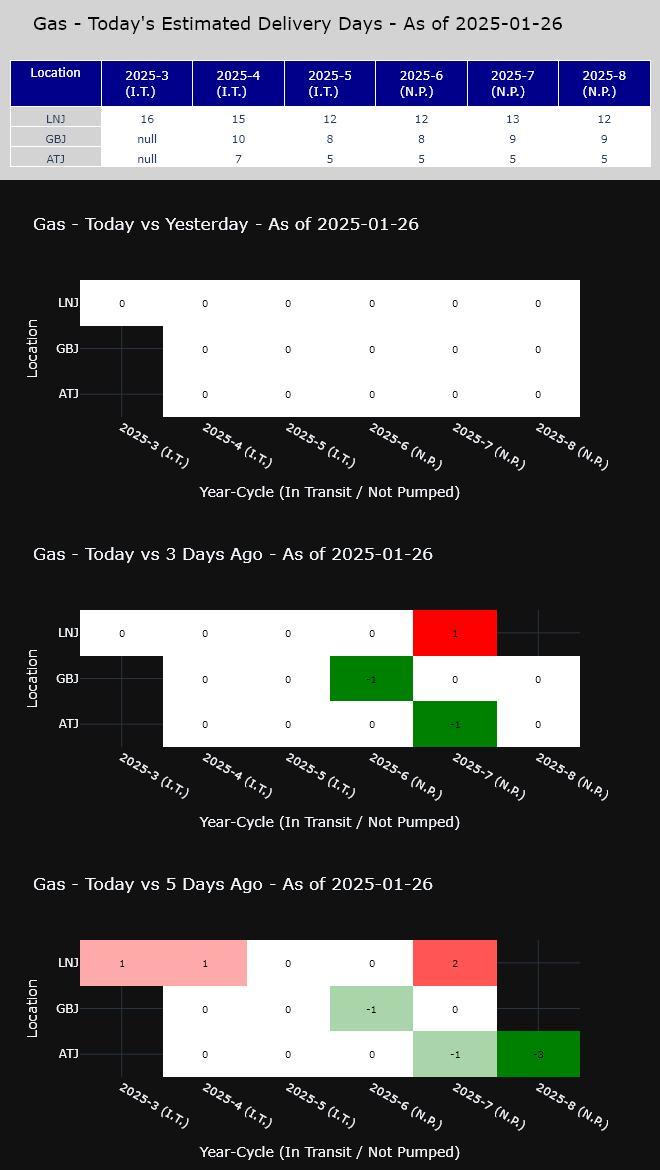 Gas - Today's Estimated Delivery Days - As of 2025-01-26
Location 2025-3 (I.T.) 2025-4 (I.T.) 2025-5 (I.T.) 2025-6 (N.P.) 2025-7 (N.P.) 2025-8 (N.P.)
LNJ 16 15 12 12 13 12
GBJ null 10 8 8 9 9
ATJ null 7 5 5 5 5
Gas - Today vs Yesterday - As of 2025-01-26
Location
LNJ 0 0 0 0 0 0
GBJ 0 0 0 0 0
ATJ 0 0 0 0 0
2025-3 (I.T.) 2025-4 (I.T.) 2025-5 (I.T.) 2025-6 (N.P.) 2025-7 (N.P.) 2025-8 (N.P.)
Year-Cycle (In Transit / Not Pumped)
Gas - Today vs 3 Days Ago - As of 2025-01-26
Location
LNJ 0 0 0 0 1
GBJ 0 0 -1 0 0
ATJ 0 0 0 -1 0
2025-3 (I.T.) 2025-4 (I.T.) 2025-5 (I.T.) 2025-6 (N.P.) 2025-7 (N.P.) 2025-8 (N.P.)
Year-Cycle (In Transit / Not Pumped)
Gas - Today vs 5 Days Ago - As of 2025-01-26
Location
LNJ 1 1 0 0 2
GBJ 0 0 -1 0
ATJ 0 0 0 -1 -3
2025-3 (I.T.) 2025-4 (I.T.) 2025-5 (I.T.) 2025-6 (N.P.) 2025-7 (N.P.) 2025-8 (N.P.)
Year-Cycle (In Transit / Not Pumped)